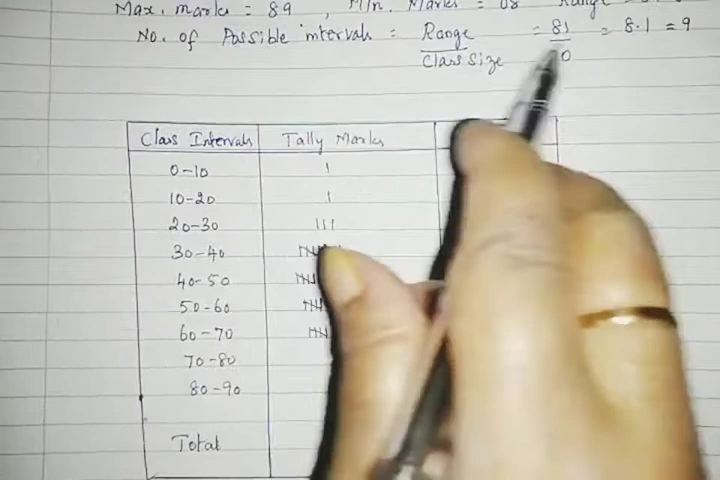 Max. marks = 89 , Min. Marks = 08 Range =
No. of Possible intervals = Range = 81 = 8.1 = 9
Class Size 0
Class Intervals Tally Marks
0-10 |
10-20 |
20-30 |||
30-40
40-50
50-60
60-70
70-80
80-90
Total